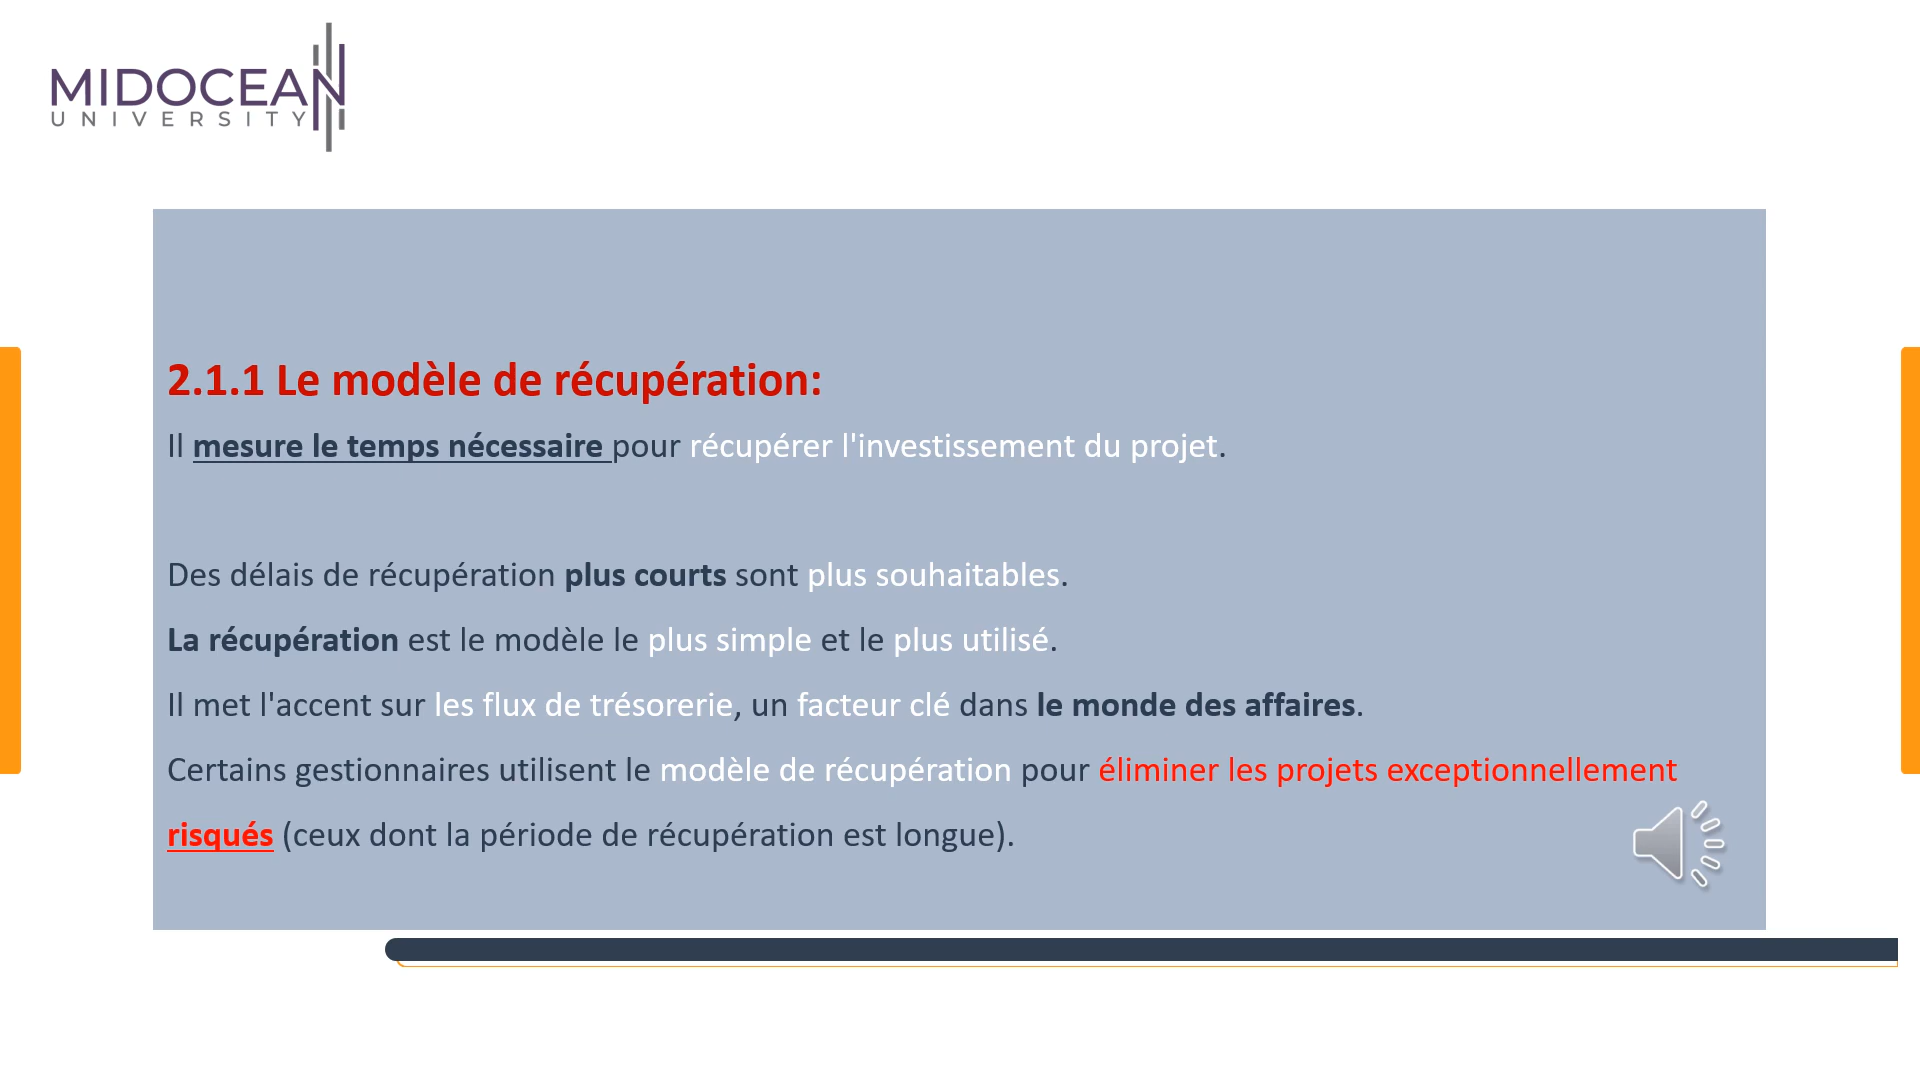 MIDOCEAN
UNIVERSITY
2.1.1 Le modèle de récupération:
Il mesure le temps nécessaire pour récupérer l'investissement du projet.
Des délais de récupération plus courts sont plus souhaitables.
La récupération est le modèle le plus simple et le plus utilisé.
Il met l'accent sur les flux de trésorerie, un facteur clé dans le monde des affaires.
Certains gestionnaires utilisent le modèle de récupération pour éliminer les projets exceptionnellement
risqués (ceux dont la période de récupération est longue).